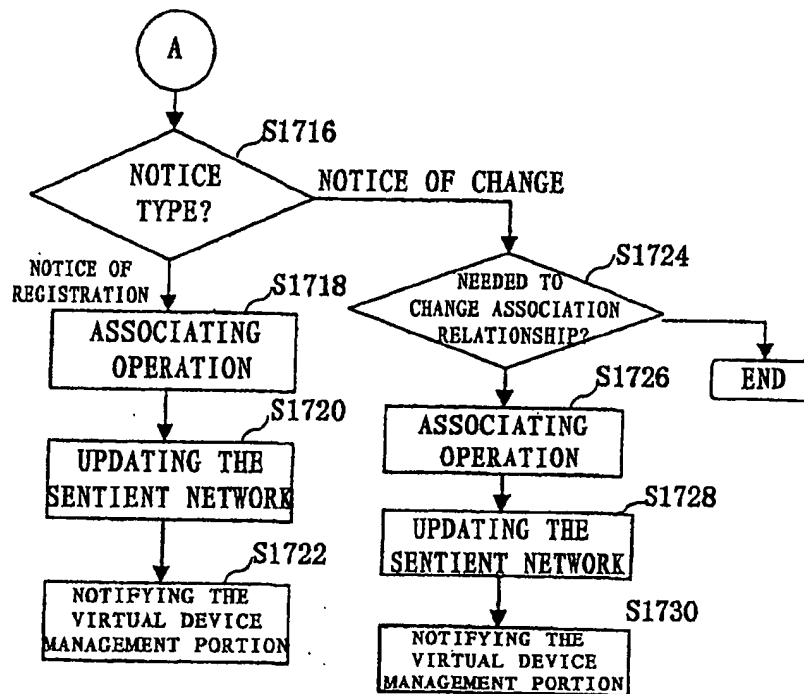 A
S1716
NOTICE
TYPE?
NOTICE OF CHANGE
NOTICE OF
REGISTRATION
S1718
ASSOCIATING
OPERATION
S1720
UPDATING THE
SENTIENT NETWORK
S1722
NOTIFYING THE
VIRTUAL DEVICE
MANAGEMENT PORTION
S1724
NEEDED TO
CHANGE ASSOCIATION
RELATIONSHIP?
END
S1726
ASSOCIATING
OPERATION
S1728
UPDATING THE
SENTIENT NETWORK
S1730
NOTIFYING THE
VIRTUAL DEVICE
MANAGEMENT PORTION